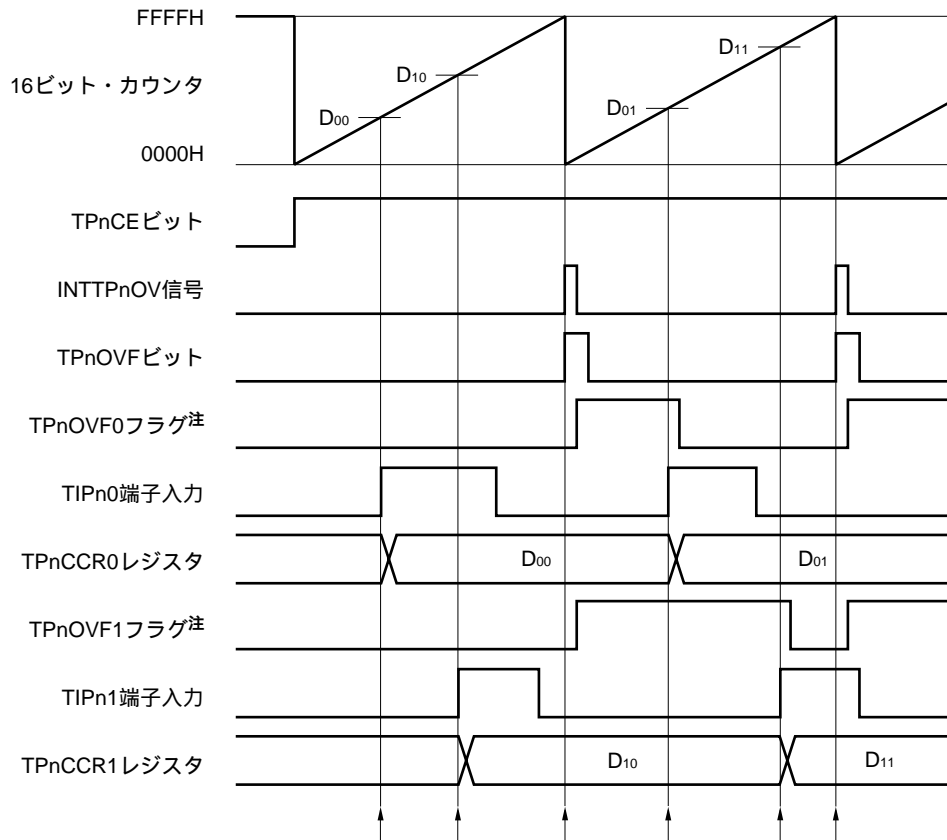 FFFFH
D₁₁
16ビット・カウンタ
D₁₀
D₀₀
D₀₁
0000H
TPnCEビット
INTTPnOV信号
TPnOVFビット
TPnOVF0フラグ注
TIPn0端子入力
TPnCCR0レジスタ
D₀₀
D₀₁
TPnOVF1フラグ注
TIPn1端子入力
TPnCCR1レジスタ
D₁₀
D₁₁